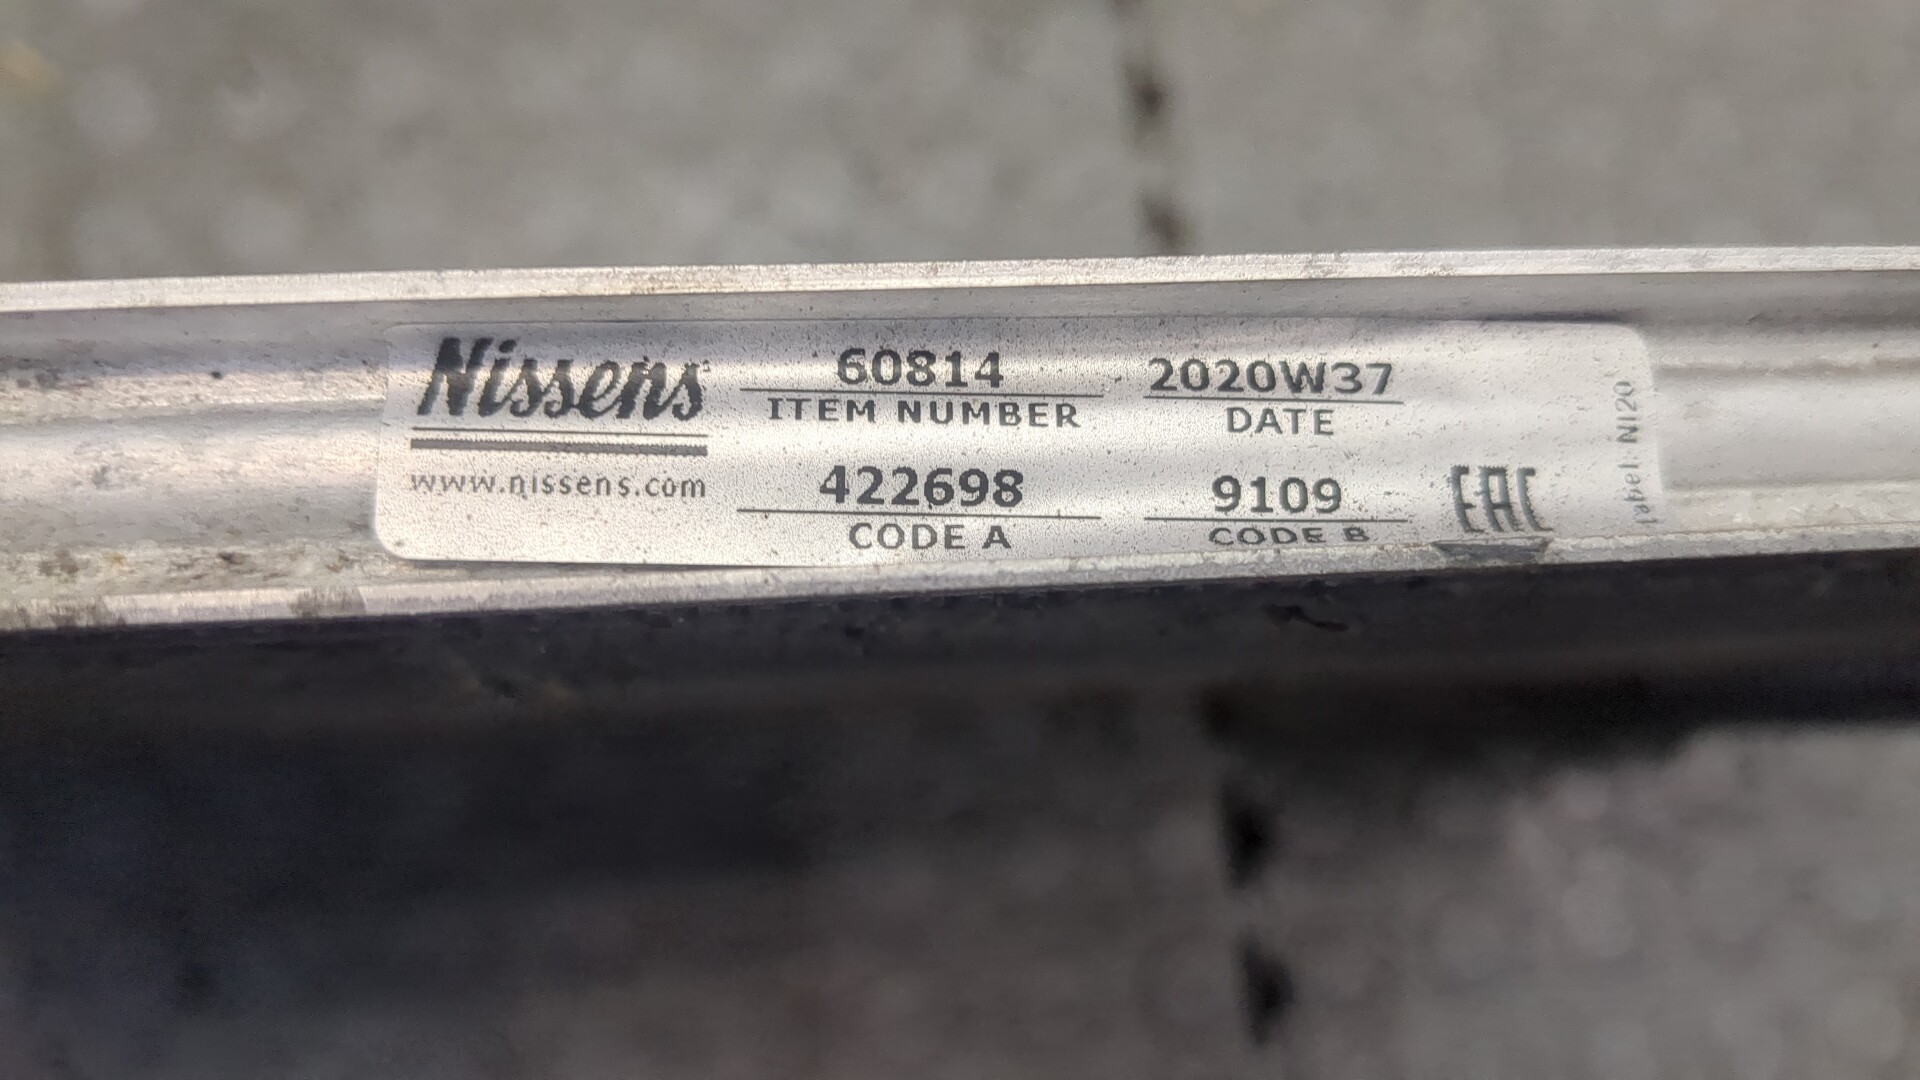 Nissens
60814 2020W37
ITEM NUMBER DATE
www.nissens.com
422698 9109
CODE A CODE B
EAC
label: NI20